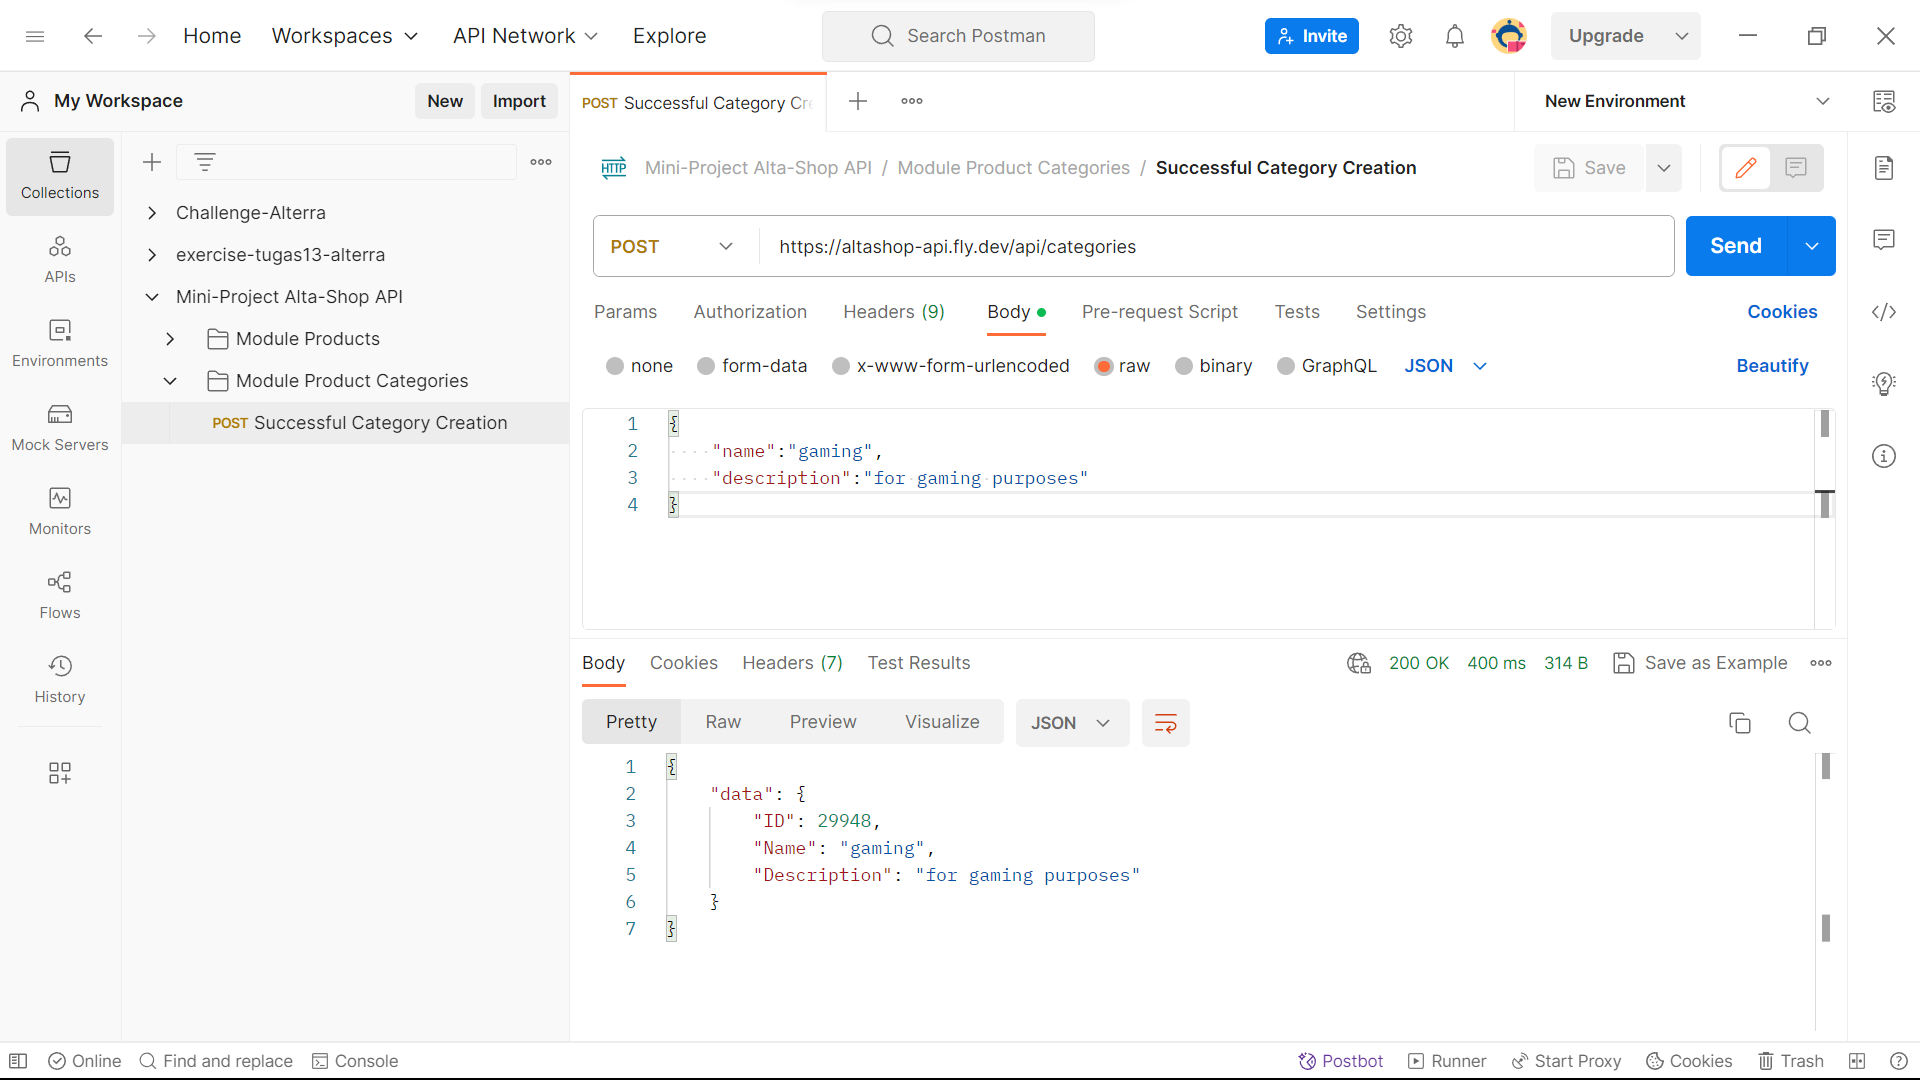 Home Workspaces API Network Explore Search Postman Invite Upgrade
My Workspace New Import POST Successful Category Cre New Environment
Collections
APIs
Environments
Mock Servers
Monitors
Flows
History
Challenge-Alterra
exercise-tugas13-alterra
Mini-Project Alta-Shop API
Module Products
Module Product Categories
POST Successful Category Creation
HTTP Mini-Project Alta-Shop API / Module Product Categories / Successful Category Creation Save
POST https://altashop-api.fly.dev/api/categories Send
Params Authorization Headers (9) Body Pre-request Script Tests Settings Cookies
none form-data x-www-form-urlencoded raw binary GraphQL JSON Beautify
1 {
2 "name":"gaming",
3 "description":"for gaming purposes"
4 }
Body Cookies Headers (7) Test Results 200 OK 400 ms 314 B Save as Example
Pretty Raw Preview Visualize JSON
1 {
2 "data": {
3 "ID": 29948,
4 "Name": "gaming",
5 "Description": "for gaming purposes"
6 }
7 }
Online Find and replace Console Postbot Runner Start Proxy Cookies Trash